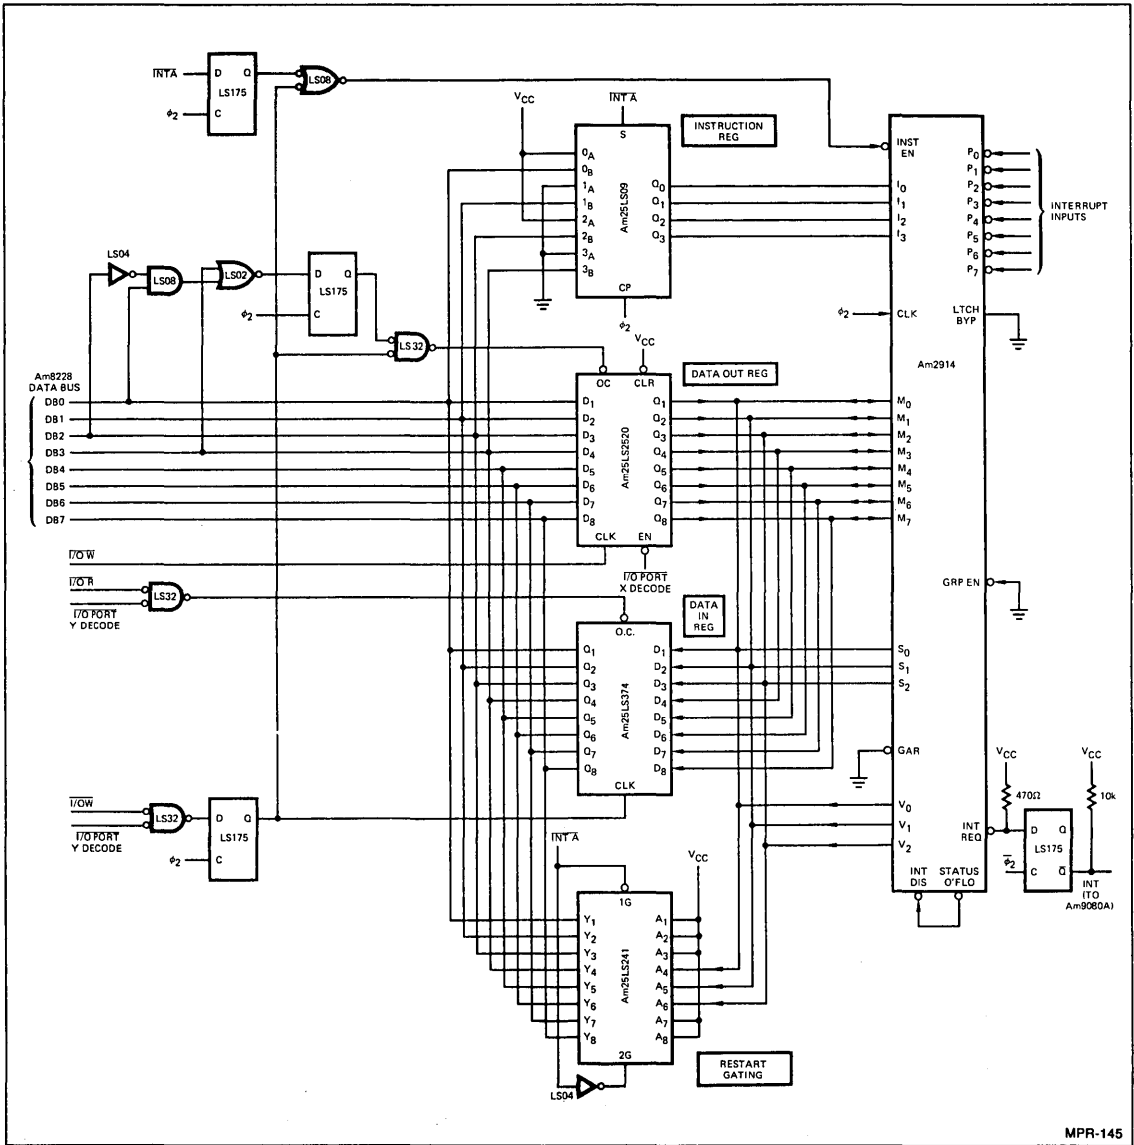 INTA
D
Q
LS175
φ2
C
LS08
VCC
INT A
S
INSTRUCTION
REG
0A
0B
1A
1B
2A
2B
3A
3B
Am25LS09
Q0
Q1
Q2
Q3
CP
φ2
INST
EN
I0
I1
I2
I3
P0
P1
P2
P3
P4
P5
P6
P7
INTERRUPT
INPUTS
φ2
CLK
LTCH
BYP
Am2914
LS04
LS08
LS02
D
Q
LS175
φ2
C
LS32
VCC
OC
CLR
DATA OUT REG
Am8228
DATA BUS
DB0
DB1
DB2
DB3
DB4
DB5
DB6
DB7
D1
D2
D3
D4
D5
D6
D7
D8
Am25LS2520
Q1
Q2
Q3
Q4
Q5
Q6
Q7
Q8
CLK
EN
M0
M1
M2
M3
M4
M5
M6
M7
I/O W
I/O R
I/O PORT
Y DECODE
LS32
I/O PORT
X DECODE
GRP EN
DATA
IN
REG
O.C.
Q1
Q2
Q3
Q4
Q5
Q6
Q7
Q8
Am25LS374
D1
D2
D3
D4
D5
D6
D7
D8
CLK
S0
S1
S2
GAR
V0
V1
V2
INT
REQ
INT
DIS
STATUS
O'FLO
VCC
470Ω
VCC
10k
D
Q
LS175
φ2
C
Q
INT
(TO
Am9080A)
I/OW
I/O PORT
Y DECODE
LS32
D
Q
LS175
φ2
C
INT A
VCC
1G
Y1
Y2
Y3
Y4
Y5
Y6
Y7
Y8
Am25LS241
A1
A2
A3
A4
A5
A6
A7
A8
2G
LS04
RESTART
GATING
MPR-145